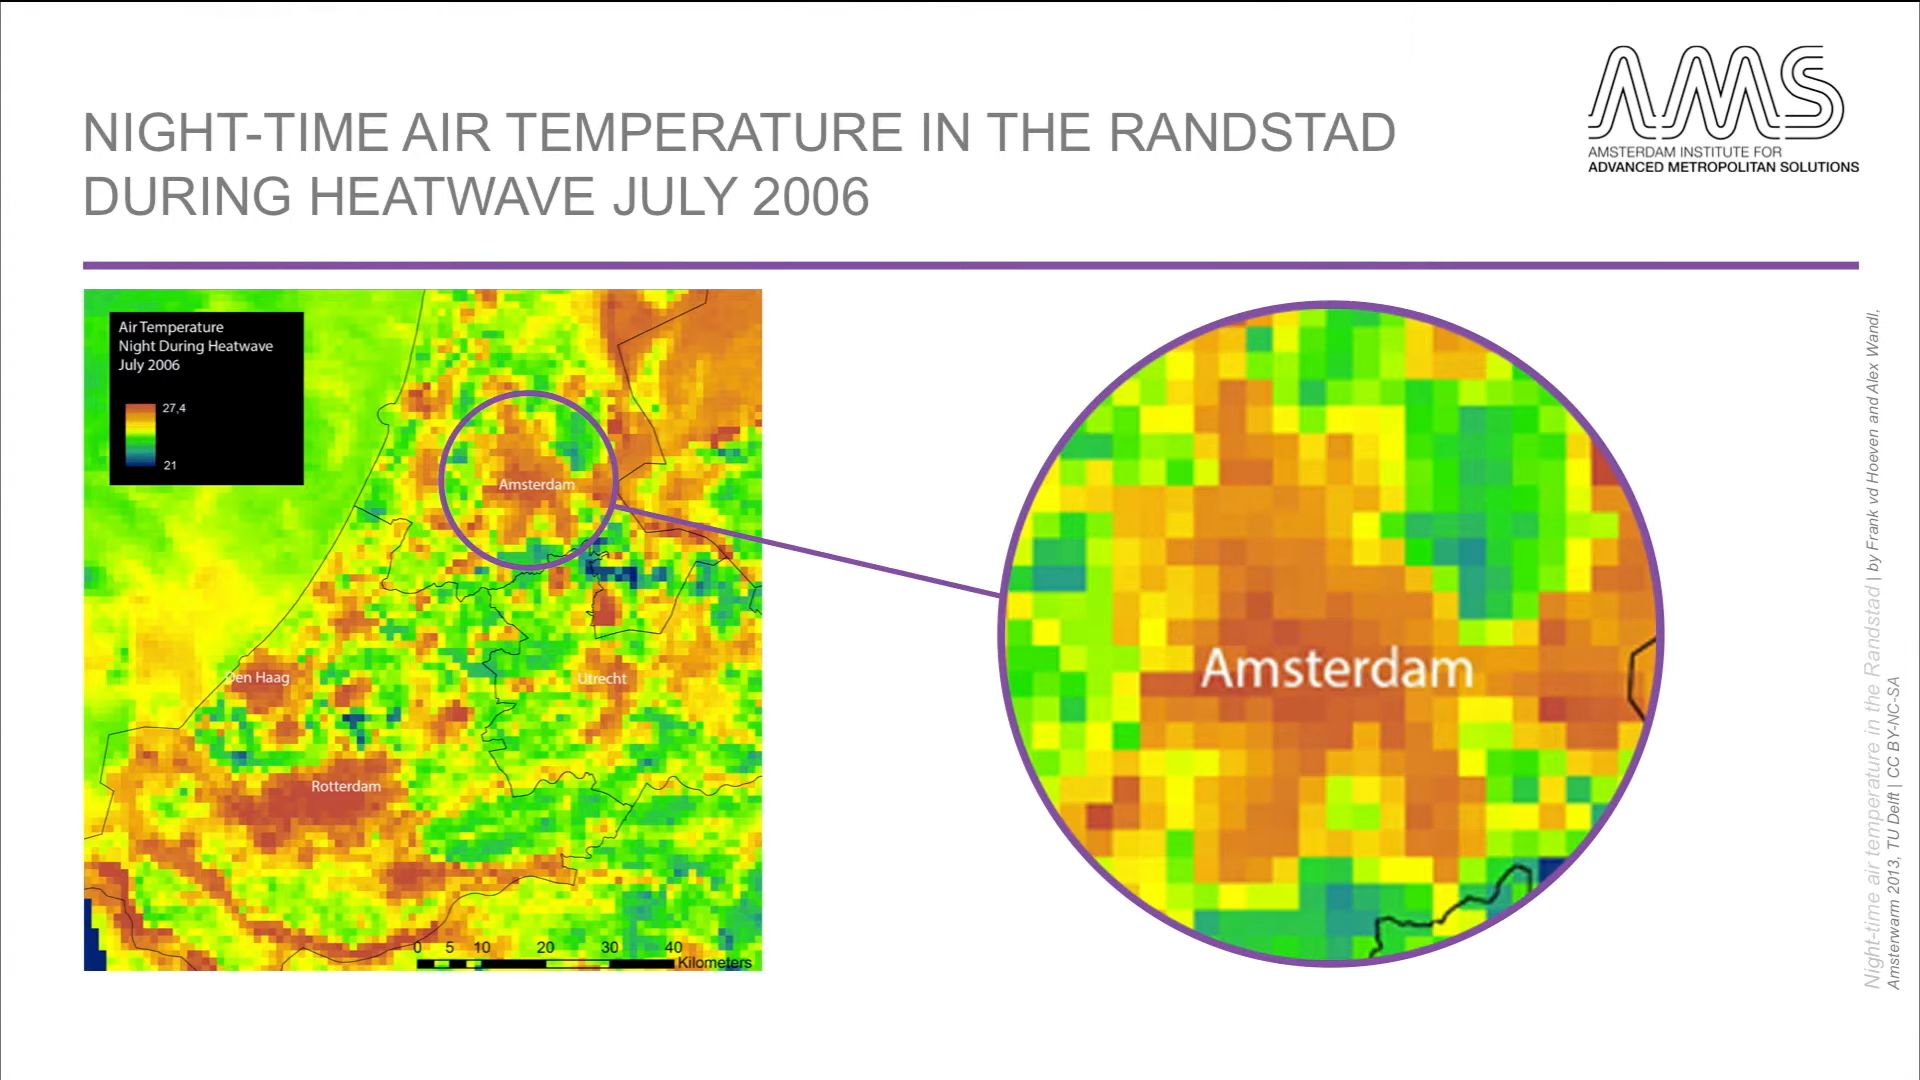 AMS
AMSTERDAM INSTITUTE FOR
ADVANCED METROPOLITAN SOLUTIONS
NIGHT-TIME AIR TEMPERATURE IN THE RANDSTAD
DURING HEATWAVE JULY 2006
Air Temperature
Night During Heatwave
July 2006
27,4
21
Amsterdam
Den Haag
Utrecht
Rotterdam
0 5 10 20 30 40
Kilometers
Amsterdam
Night-time air temperature in the Randstad | by Frank vd Hoeven and Alex Wandl,
Amsterwarm 2013, TU Delft | CC BY-NC-SA